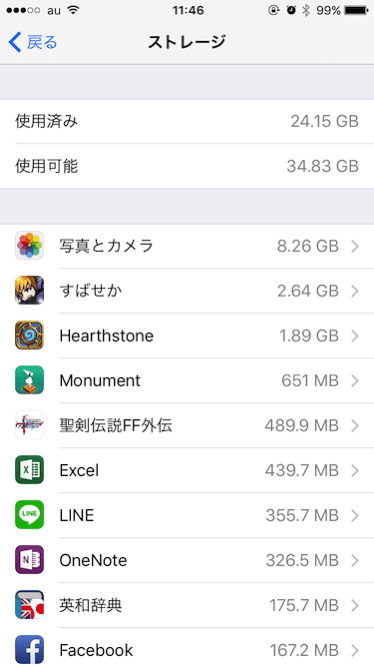 au 11:46 99%
戻る ストレージ
使用済み 24.15 GB
使用可能 34.83 GB
写真とカメラ 8.26 GB
すばせか 2.64 GB
Hearthstone 1.89 GB
Monument 651 MB
聖剣伝説FF外伝 489.9 MB
Excel 439.7 MB
LINE LINE 355.7 MB
N OneNote 326.5 MB
英和辞典 175.7 MB
Facebook 167.2 MB